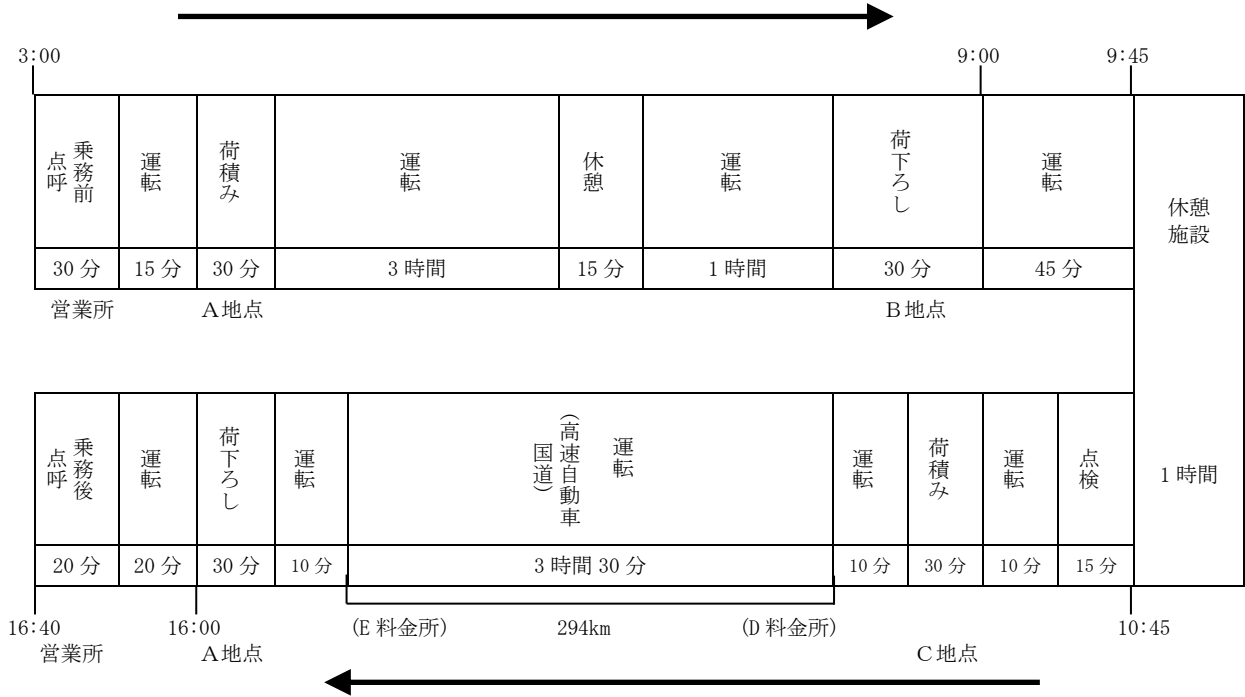 3:00 9:00 9:45
乗務前点呼 運転 荷積み 運転 休憩 運転 荷下ろし 運転 休憩施設
30分 15分 30分 3時間 15分 1時間 30分 45分
営業所 A地点 B地点
乗務後点呼 運転 荷下ろし 運転 運転(高速自動車国道) 運転 荷積み 運転 点検 1時間
20分 20分 30分 10分 3時間30分 10分 30分 10分 15分
16:40 16:00 (E料金所) 294km (D料金所) 10:45
営業所 A地点 C地点